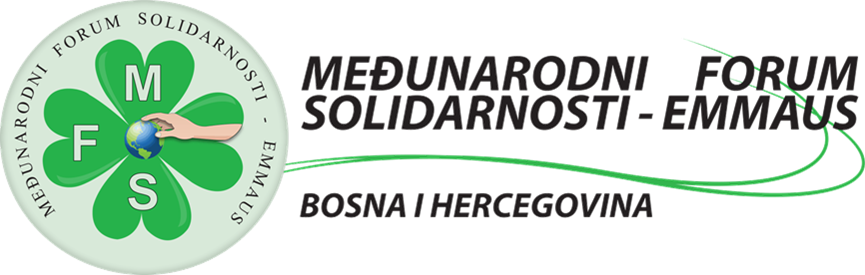 MEĐUNARODNI FORUM SOLIDARNOSTI - EMMAUS
M
F
S
MEĐUNARODNI FORUM
SOLIDARNOSTI - EMMAUS
BOSNA I HERCEGOVINA